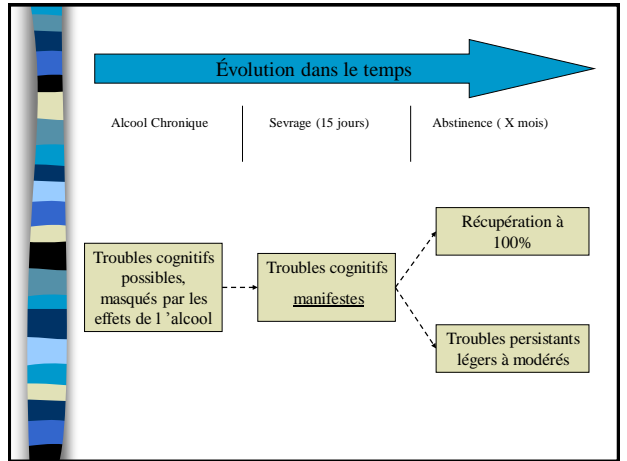 Évolution dans le temps
Alcool Chronique
Sevrage (15 jours)
Abstinence ( X mois)
Troubles cognitifs
possibles,
masqués par les
effets de l ’alcool
Troubles cognitifs
manifestes
Récupération à
100%
Troubles persistants
légers à modérés